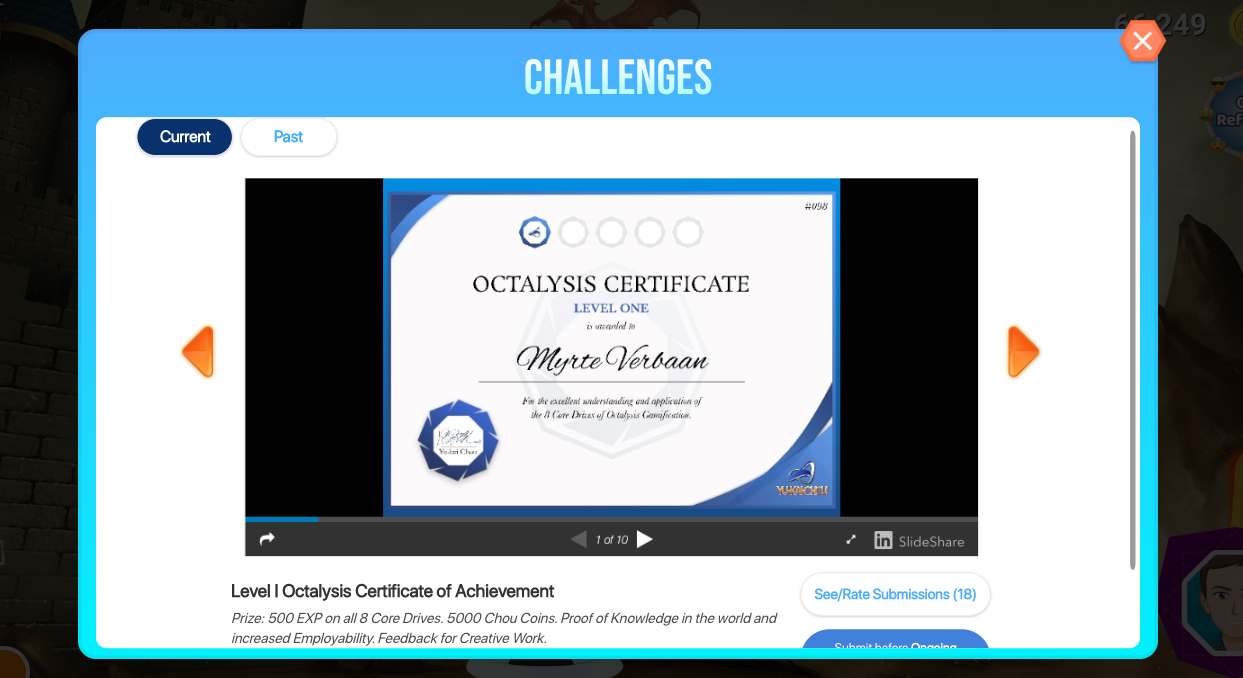 66,249
CHALLENGES
Current
Past
#098
OCTALYSIS CERTIFICATE
LEVEL ONE
is awarded to
Myrte Verbaan
For the excellent understanding and application of
the 8 Core Drives of Octalysis Gamification.
Yu-kai Chou
YUKAICHOU
1 of 10
in SlideShare
Level I Octalysis Certificate of Achievement
See/Rate Submissions (18)
Prize: 500 EXP on all 8 Core Drives. 5000 Chou Coins. Proof of Knowledge in the world and
increased Employability. Feedback for Creative Work.
Submit before Ongoing